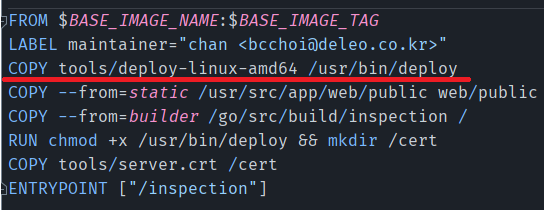 FROM $BASE_IMAGE_NAME:$BASE_IMAGE_TAG
LABEL maintainer="chan <bcchoi@deleo.co.kr>"
COPY tools/deploy-linux-amd64 /usr/bin/deploy
COPY --from=static /usr/src/app/web/public web/public
COPY --from=builder /go/src/build/inspection /
RUN chmod +x /usr/bin/deploy && mkdir /cert
COPY tools/server.crt /cert
ENTRYPOINT ["/inspection"]